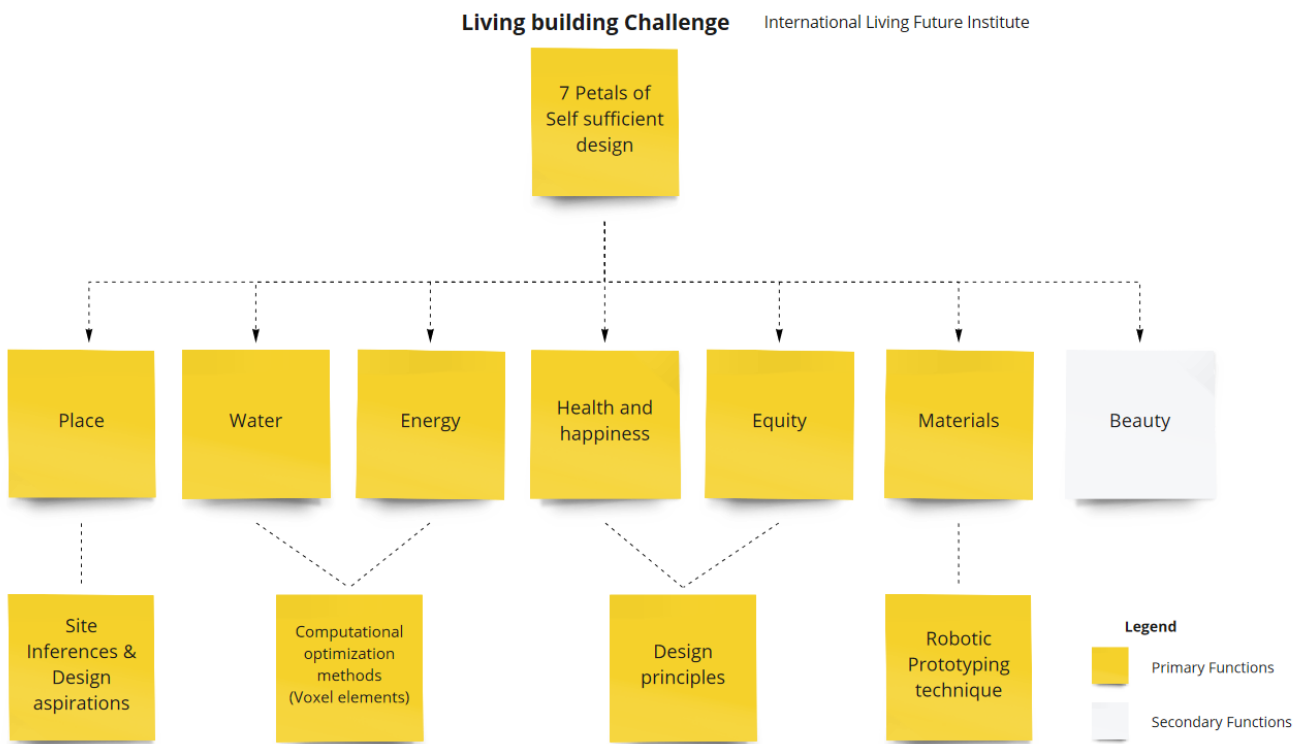 Living building Challenge
International Living Future Institute
7 Petals of
Self sufficient
design
Place
Water
Energy
Health and
happiness
Equity
Materials
Beauty
Site
Inferences &
Design
aspirations
Computational
optimization
methods
(Voxel elements)
Design
principles
Robotic
Prototyping
technique
Legend
Primary Functions
Secondary Functions